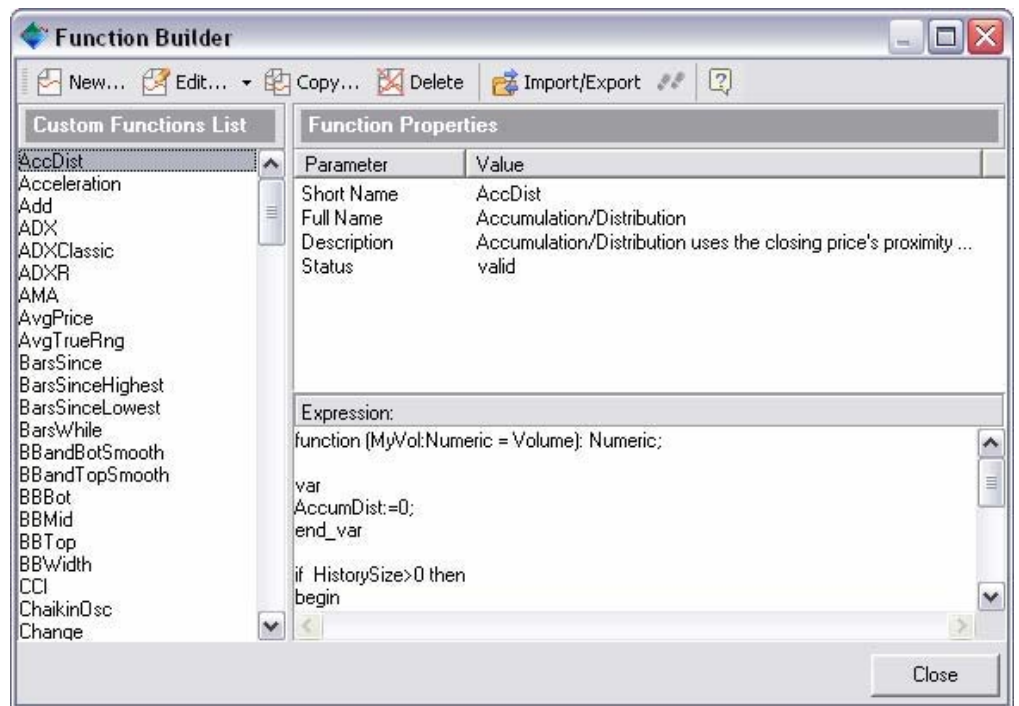 Function Builder
New... Edit... Copy... Delete Import/Export
Custom Functions List
AccDist
Acceleration
Add
ADX
ADXClassic
ADXR
AMA
AvgPrice
AvgTrueRng
BarsSince
BarsSinceHighest
BarsSinceLowest
BarsWhile
BBandBotSmooth
BBandTopSmooth
BBBot
BBMid
BBTop
BBWidth
CCI
ChaikinOsc
Change
Function Properties
Parameter Value
Short Name AccDist
Full Name Accumulation/Distribution
Description Accumulation/Distribution uses the closing price's proximity ...
Status valid
Expression:
function (MyVol:Numeric = Volume): Numeric;
var
AccumDist:=0;
end_var
if HistorySize>0 then
begin
Close